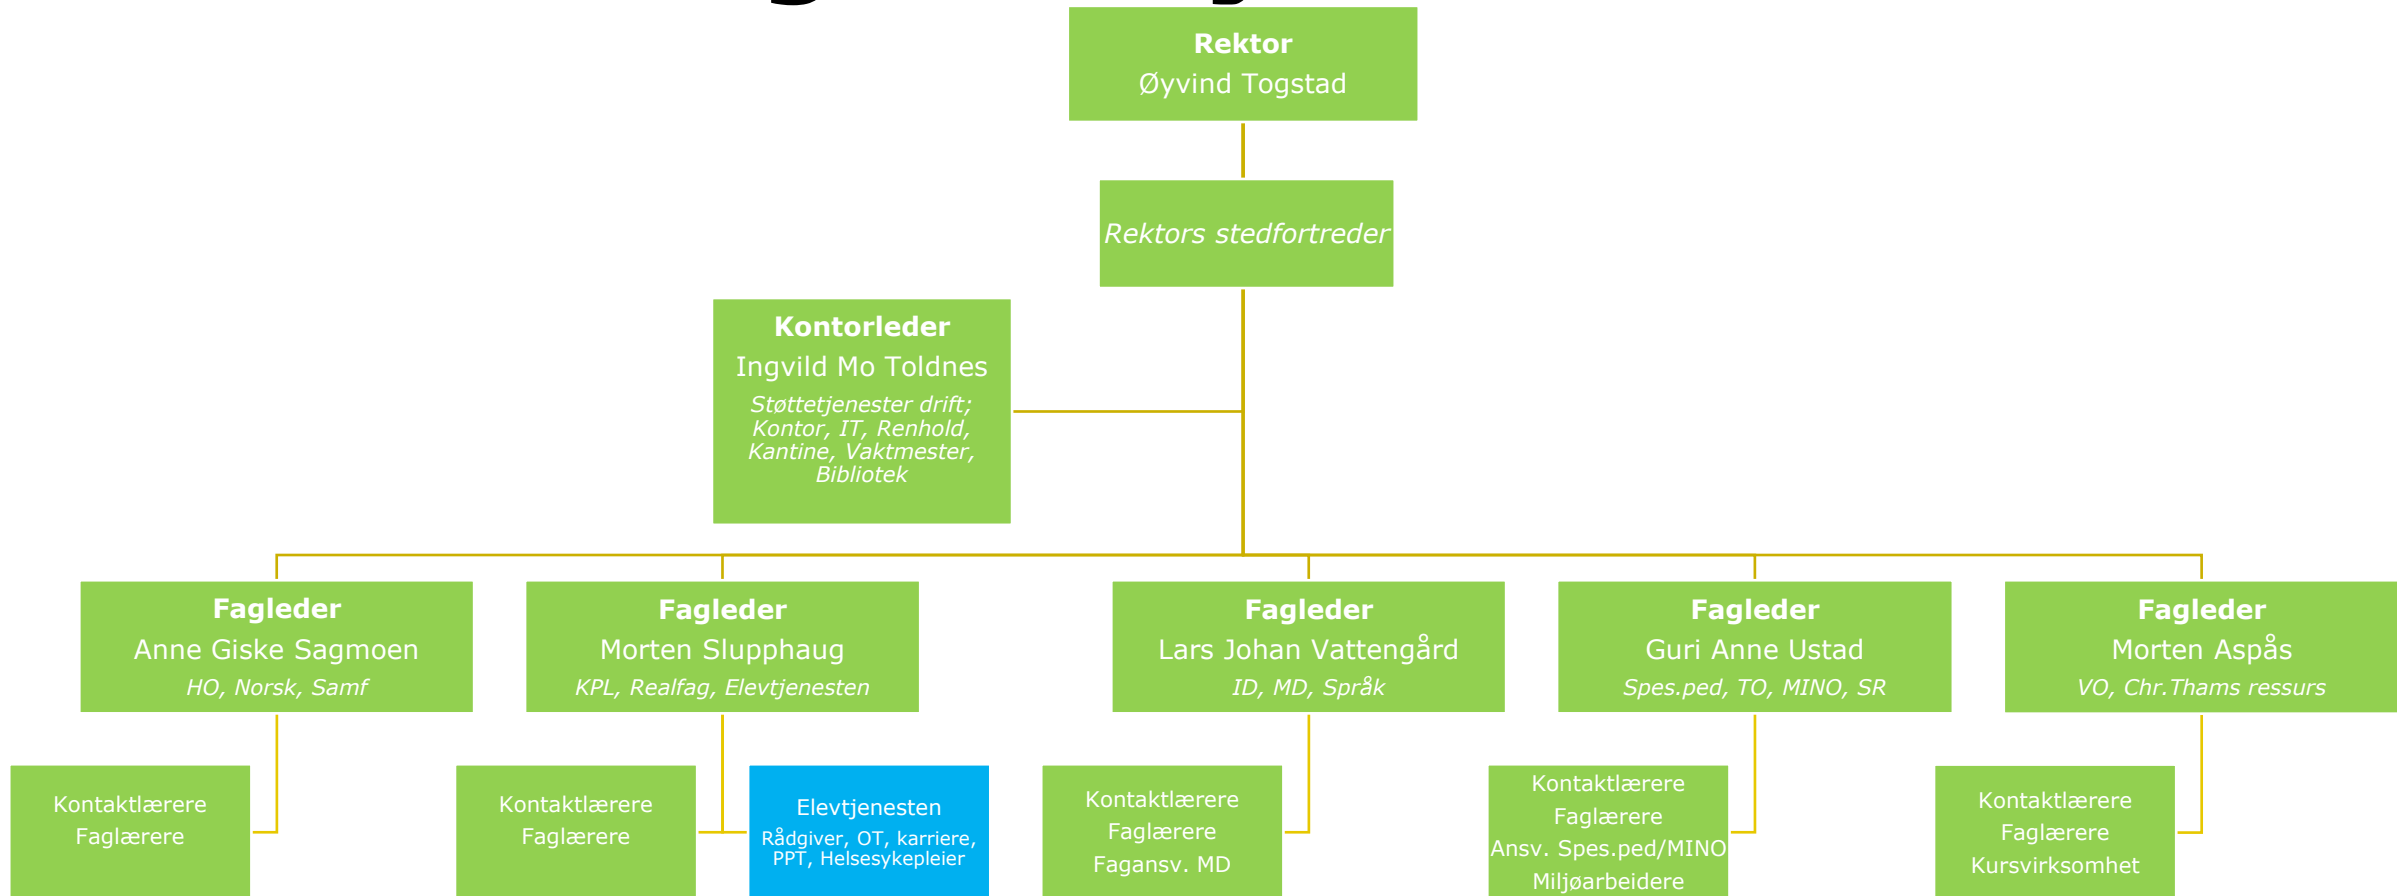 Rektor
Øyvind Togstad
Rektors stedfortreder
Kontorleder
Ingvild Mo Toldnes
Støttetjenester drift;
Kontor, IT, Renhold,
Kantine, Vaktmester,
Bibliotek
Fagleder
Anne Giske Sagmoen
HO, Norsk, Samf
Fagleder
Morten Slupphaug
KPL, Realfag, Elevtjenesten
Fagleder
Lars Johan Vattengård
ID, MD, Språk
Fagleder
Guri Anne Ustad
Spes.ped, TO, MINO, SR
Fagleder
Morten Aspås
VO, Chr.Thams ressurs
Kontaktlærere
Faglærere
Kontaktlærere
Faglærere
Elevtjenesten
Rådgiver, OT, karriere,
PPT, Helsesykepleier
Kontaktlærere
Faglærere
Fagansv. MD
Kontaktlærere
Faglærere
Ansv. Spes.ped/MINO
Miljøarbeidere
Kontaktlærere
Faglærere
Kursvirksomhet